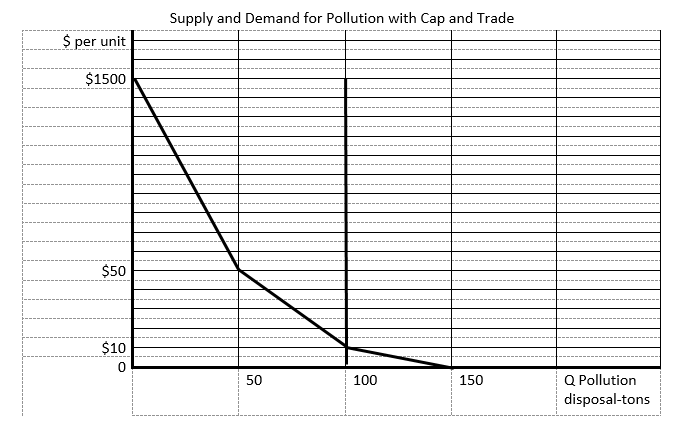 Supply and Demand for Pollution with Cap and Trade
$ per unit
$1500
$50
$10
0
50
100
150
Q Pollution
disposal-tons